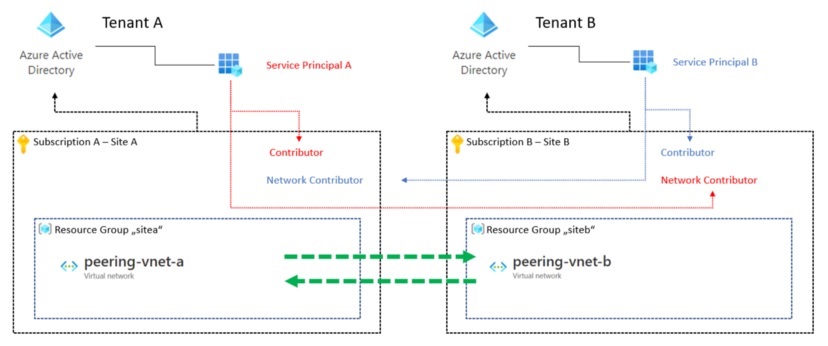 Tenant A
Azure Active
Directory
Service Principal A
Subscription A – Site A
Contributor
Network Contributor
Resource Group „sitea“
peering-vnet-a
Virtual network
Tenant B
Azure Active
Directory
Service Principal B
Subscription B – Site B
Contributor
Network Contributor
Resource Group „siteb“
peering-vnet-b
Virtual network